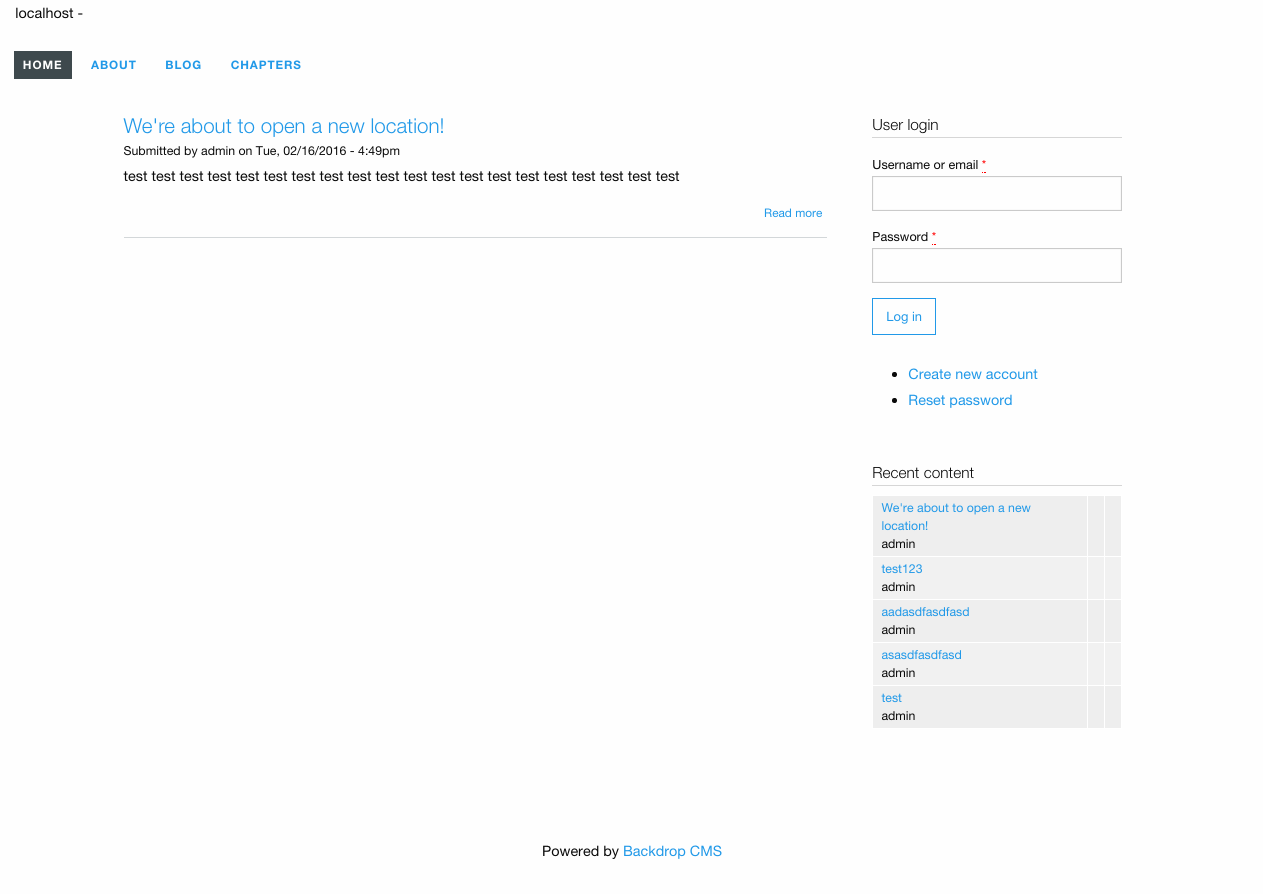 localhost -
HOME ABOUT BLOG CHAPTERS
We're about to open a new location!
Submitted by admin on Tue, 02/16/2016 - 4:49pm
test test test test test test test test test test test test test test test test test test test test
Read more
User login
Username or email *
Password *
Log in
Create new account
Reset password
Recent content
We're about to open a new
location!
admin
test123
admin
aadasdfasdfasd
admin
asasdfasdfasd
admin
test
admin
Powered by Backdrop CMS